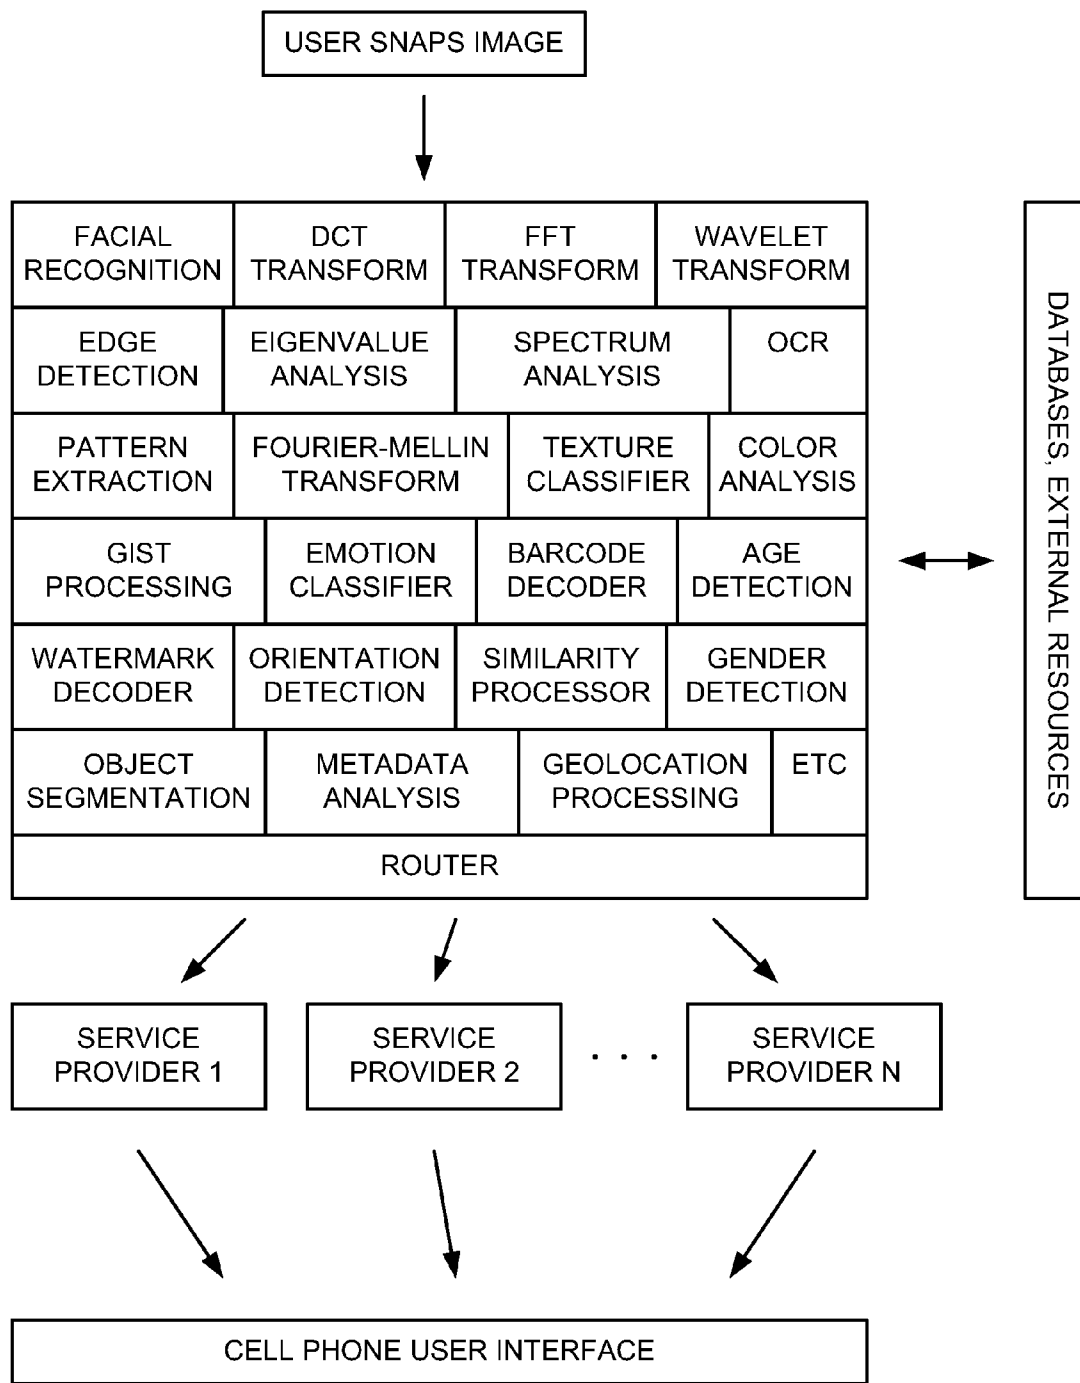 USER SNAPS IMAGE
FACIAL
RECOGNITION
DCT
TRANSFORM
FFT
TRANSFORM
WAVELET
TRANSFORM
EDGE
DETECTION
EIGENVALUE
ANALYSIS
SPECTRUM
ANALYSIS
OCR
PATTERN
EXTRACTION
FOURIER-MELLIN
TRANSFORM
TEXTURE
CLASSIFIER
COLOR
ANALYSIS
GIST
PROCESSING
EMOTION
CLASSIFIER
BARCODE
DECODER
AGE
DETECTION
WATERMARK
DECODER
ORIENTATION
DETECTION
SIMILARITY
PROCESSOR
GENDER
DETECTION
OBJECT
SEGMENTATION
METADATA
ANALYSIS
GEOLOCATION
PROCESSING
ETC
ROUTER
DATABASES, EXTERNAL RESOURCES
SERVICE
PROVIDER 1
SERVICE
PROVIDER 2
. . .
SERVICE
PROVIDER N
CELL PHONE USER INTERFACE